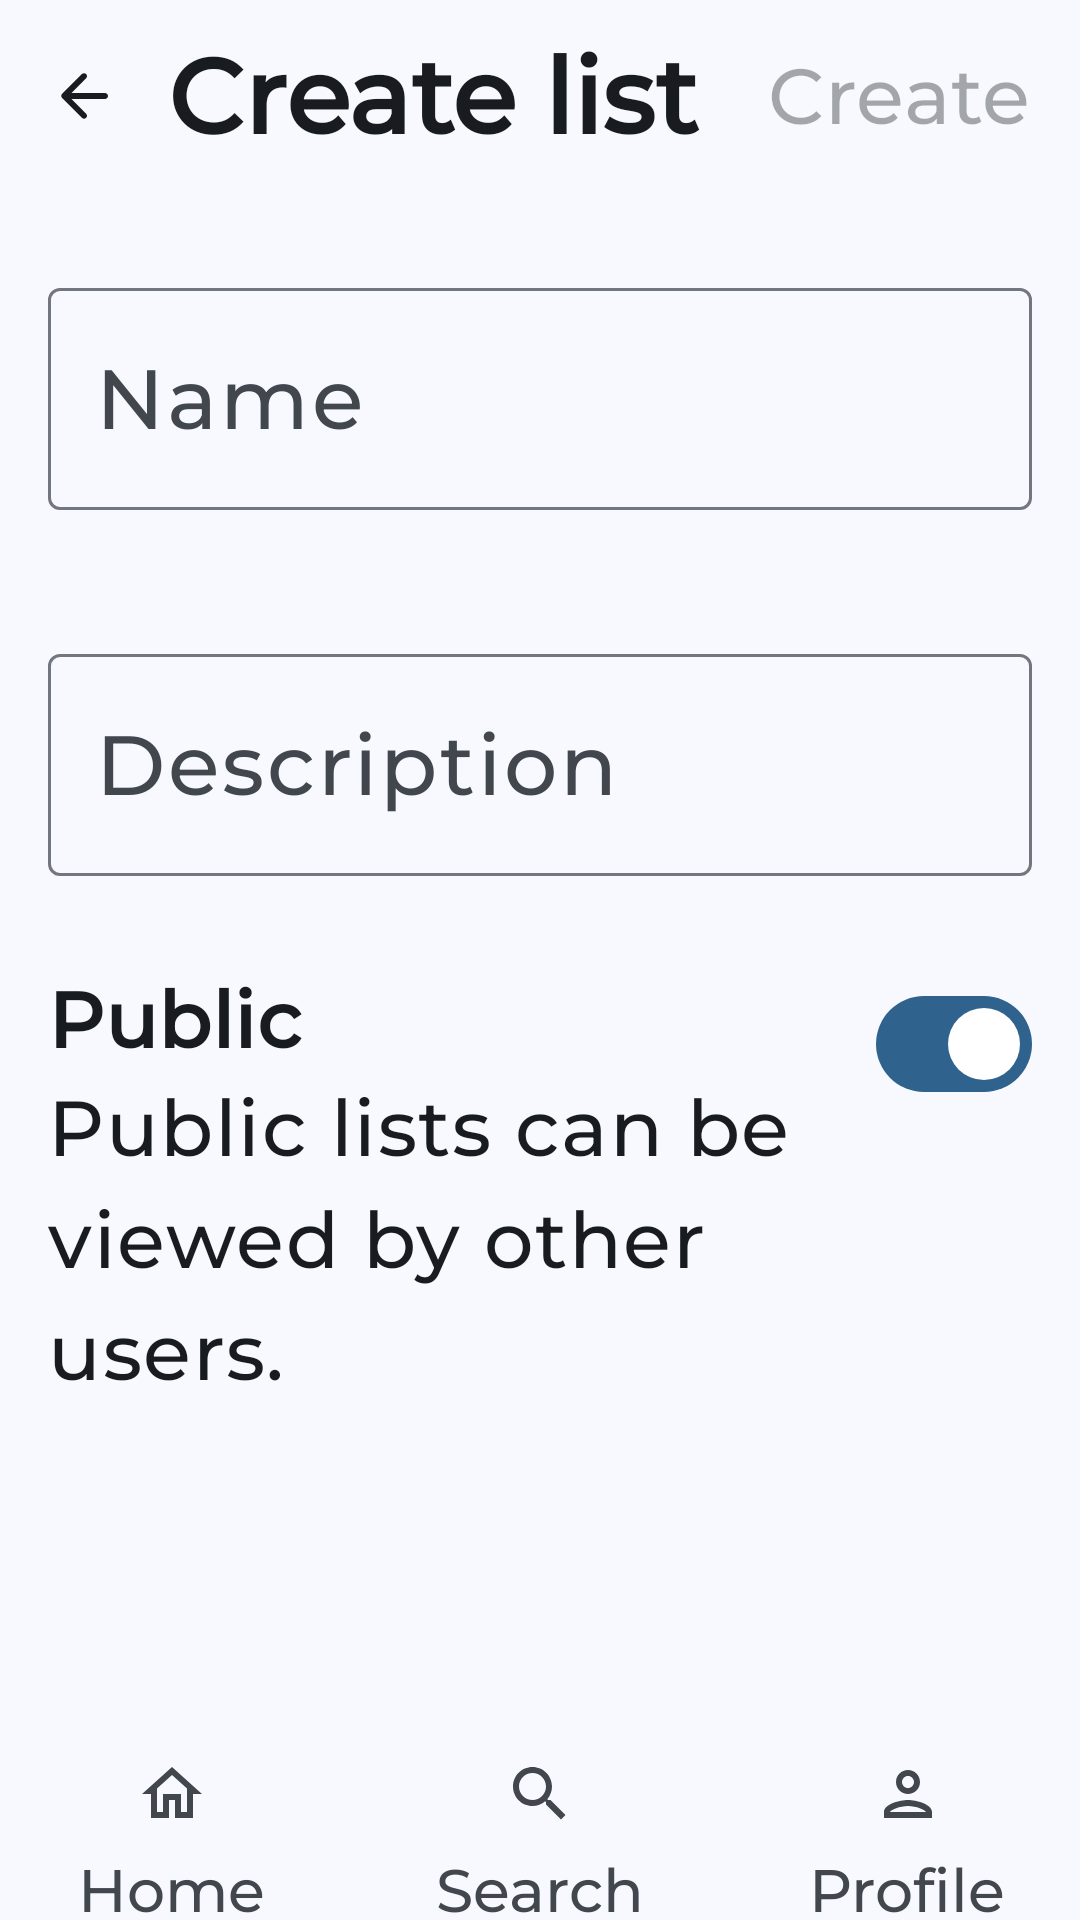 Create list
Create
Name
Description
Public
Public lists can be
viewed by other
users.
Home
Search
Profile